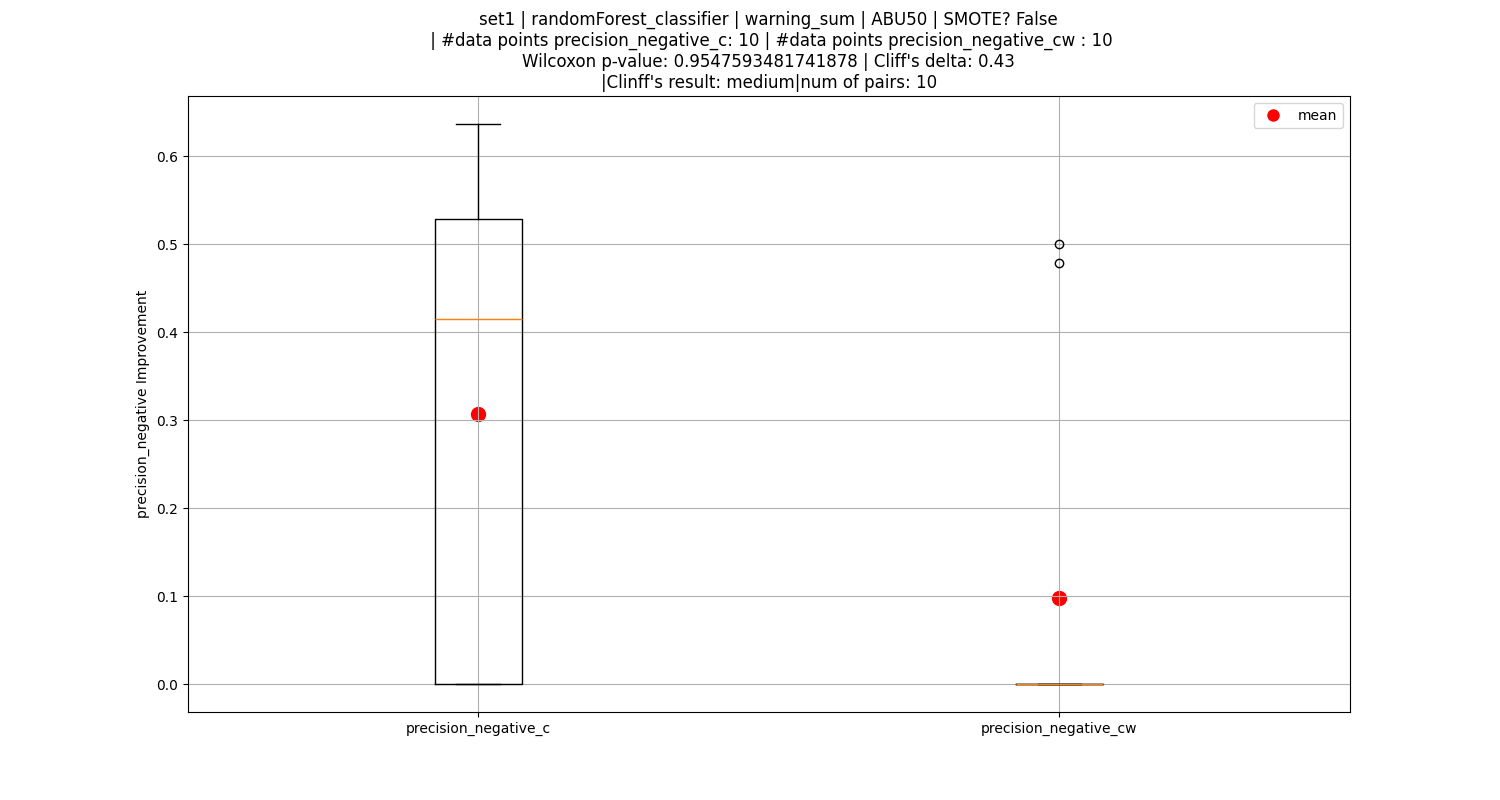 set1 | randomForest_classifier | warning_sum | ABU50 | SMOTE? False
| #data points precision_negative_c: 10 | #data points precision_negative_cw : 10
Wilcoxon p-value: 0.9547593481741878 | Cliff's delta: 0.43
|Clinff's result: medium|num of pairs: 10
mean
precision_negative Improvement
0.6
0.5
0.4
0.3
0.2
0.1
0.0
precision_negative_c
precision_negative_cw